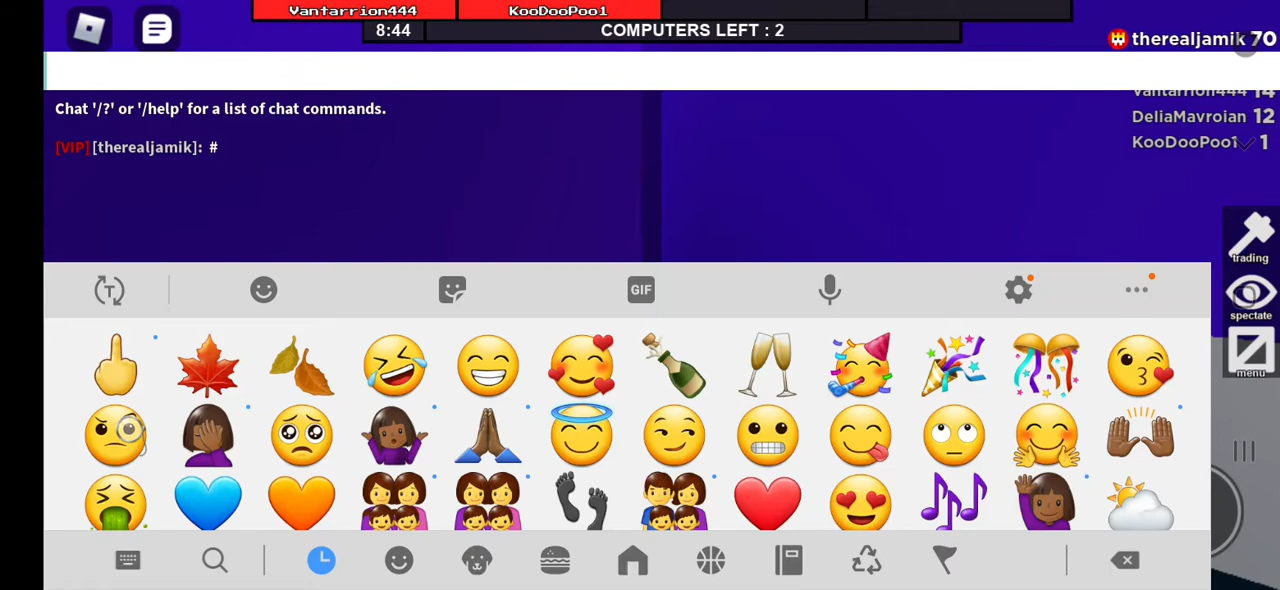 Vantarrion444 KooDooPoo1
8:44 COMPUTERS LEFT : 2
therealjamik 70
Vantarrion444 14
Chat '/?' or '/help' for a list of chat commands.
DeliaMavroian 12
KooDooPoo1 1
[VIP][therealjamik]: #
trading
GIF
spectate
menu